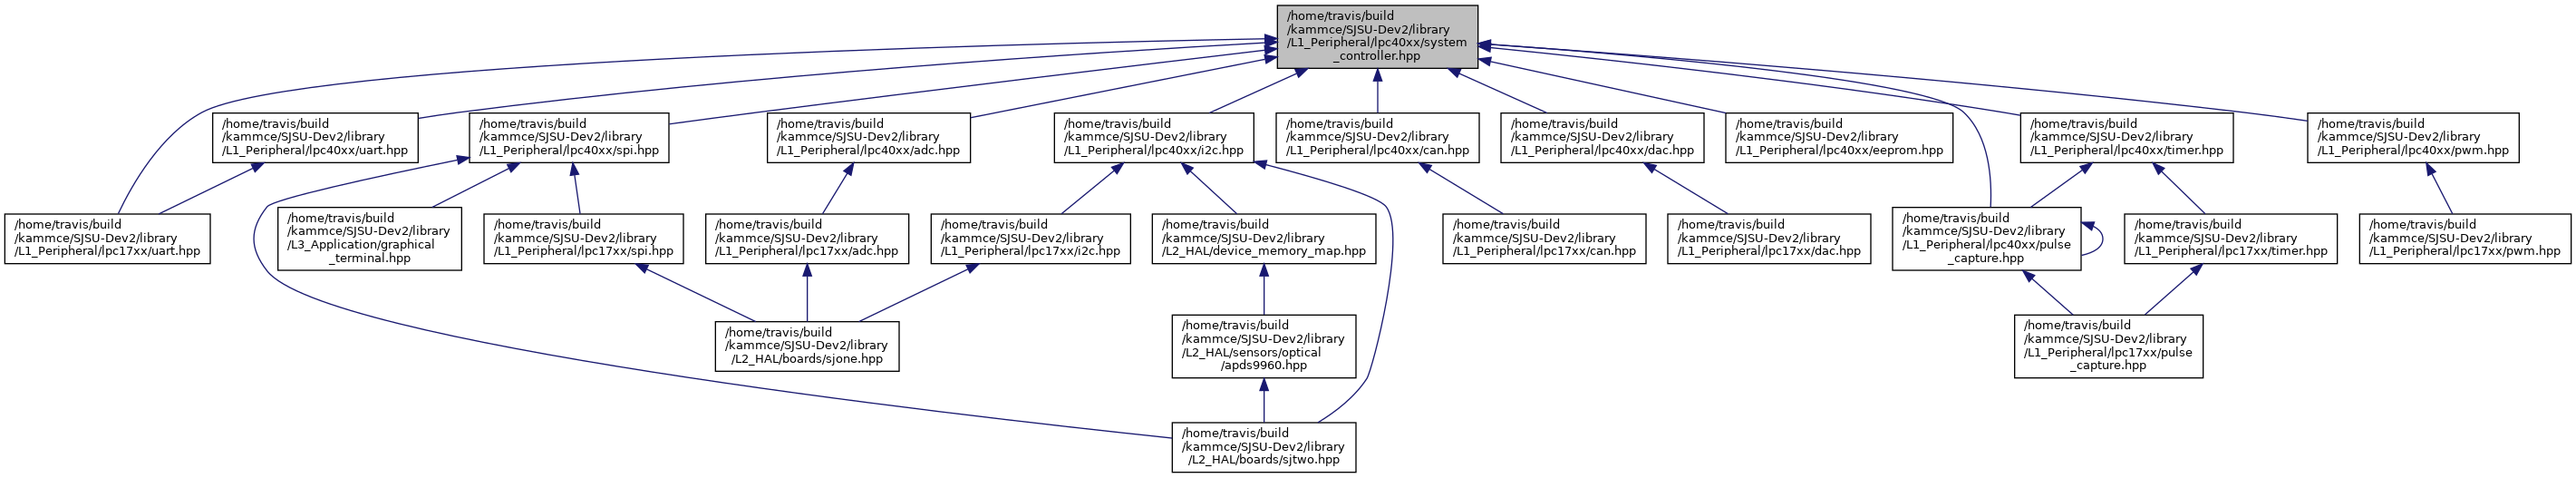 /home/travis/build
/kammce/SJSU-Dev2/library
/L1_Peripheral/lpc40xx/system
_controller.hpp
/home/travis/build
/kammce/SJSU-Dev2/library
/L1_Peripheral/lpc40xx/uart.hpp
/home/travis/build
/kammce/SJSU-Dev2/library
/L1_Peripheral/lpc40xx/spi.hpp
/home/travis/build
/kammce/SJSU-Dev2/library
/L1_Peripheral/lpc40xx/adc.hpp
/home/travis/build
/kammce/SJSU-Dev2/library
/L1_Peripheral/lpc40xx/i2c.hpp
/home/travis/build
/kammce/SJSU-Dev2/library
/L1_Peripheral/lpc40xx/can.hpp
/home/travis/build
/kammce/SJSU-Dev2/library
/L1_Peripheral/lpc40xx/dac.hpp
/home/travis/build
/kammce/SJSU-Dev2/library
/L1_Peripheral/lpc40xx/eeprom.hpp
/home/travis/build
/kammce/SJSU-Dev2/library
/L1_Peripheral/lpc40xx/timer.hpp
/home/travis/build
/kammce/SJSU-Dev2/library
/L1_Peripheral/lpc40xx/pwm.hpp
/home/travis/build
/kammce/SJSU-Dev2/library
/L1_Peripheral/lpc17xx/uart.hpp
/home/travis/build
/kammce/SJSU-Dev2/library
/L3_Application/graphical
_terminal.hpp
/home/travis/build
/kammce/SJSU-Dev2/library
/L1_Peripheral/lpc17xx/spi.hpp
/home/travis/build
/kammce/SJSU-Dev2/library
/L1_Peripheral/lpc17xx/adc.hpp
/home/travis/build
/kammce/SJSU-Dev2/library
/L1_Peripheral/lpc17xx/i2c.hpp
/home/travis/build
/kammce/SJSU-Dev2/library
/L2_HAL/device_memory_map.hpp
/home/travis/build
/kammce/SJSU-Dev2/library
/L1_Peripheral/lpc17xx/can.hpp
/home/travis/build
/kammce/SJSU-Dev2/library
/L1_Peripheral/lpc17xx/dac.hpp
/home/travis/build
/kammce/SJSU-Dev2/library
/L1_Peripheral/lpc40xx/pulse
_capture.hpp
/home/travis/build
/kammce/SJSU-Dev2/library
/L1_Peripheral/lpc17xx/timer.hpp
/home/travis/build
/kammce/SJSU-Dev2/library
/L1_Peripheral/lpc17xx/pwm.hpp
/home/travis/build
/kammce/SJSU-Dev2/library
/L2_HAL/boards/sjone.hpp
/home/travis/build
/kammce/SJSU-Dev2/library
/L2_HAL/sensors/optical
/apds9960.hpp
/home/travis/build
/kammce/SJSU-Dev2/library
/L1_Peripheral/lpc17xx/pulse
_capture.hpp
/home/travis/build
/kammce/SJSU-Dev2/library
/L2_HAL/boards/sjtwo.hpp